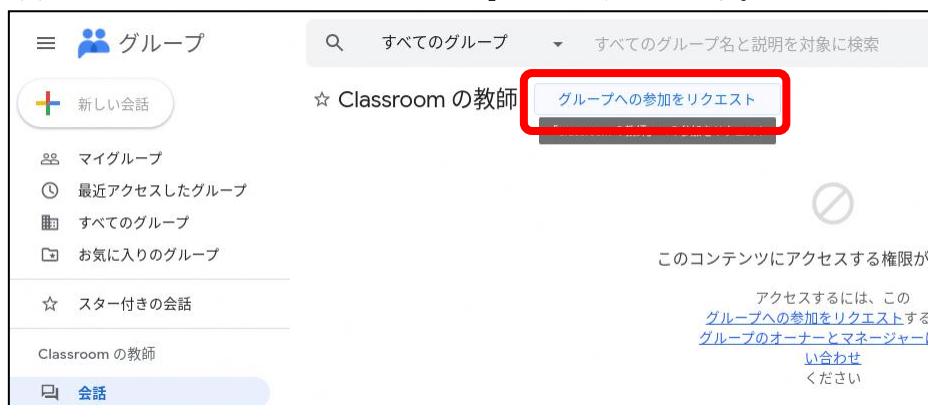 グループ
すべてのグループ
すべてのグループ名と説明を対象に検索
新しい会話
Classroom の教師
グループへの参加をリクエスト
マイグループ
最近アクセスしたグループ
すべてのグループ
お気に入りのグループ
スター付きの会話
Classroom の教師
会話
このコンテンツにアクセスする権限が
アクセスするには、この
グループへの参加をリクエストする
グループのオーナーとマネージャーに
い合わせ
ください